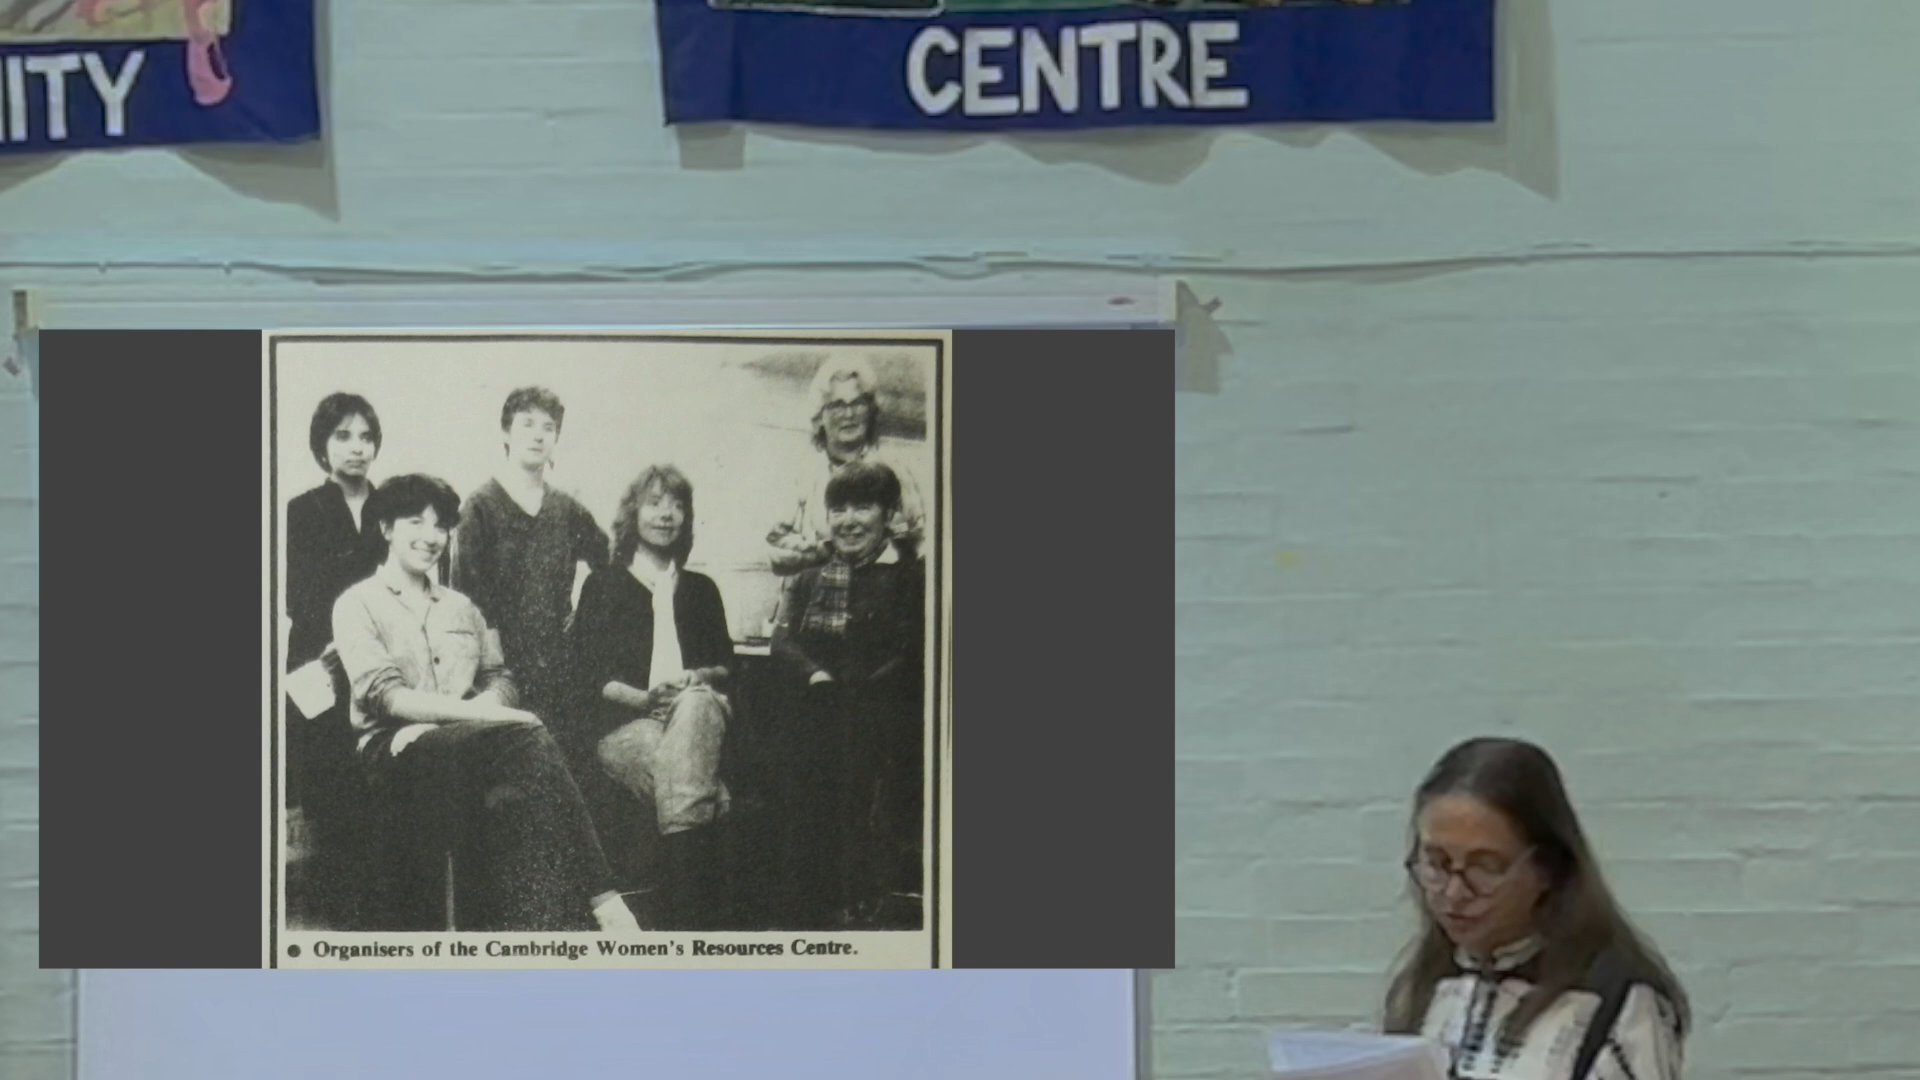 ITY
CENTRE
Organisers of the Cambridge Women's Resources Centre.